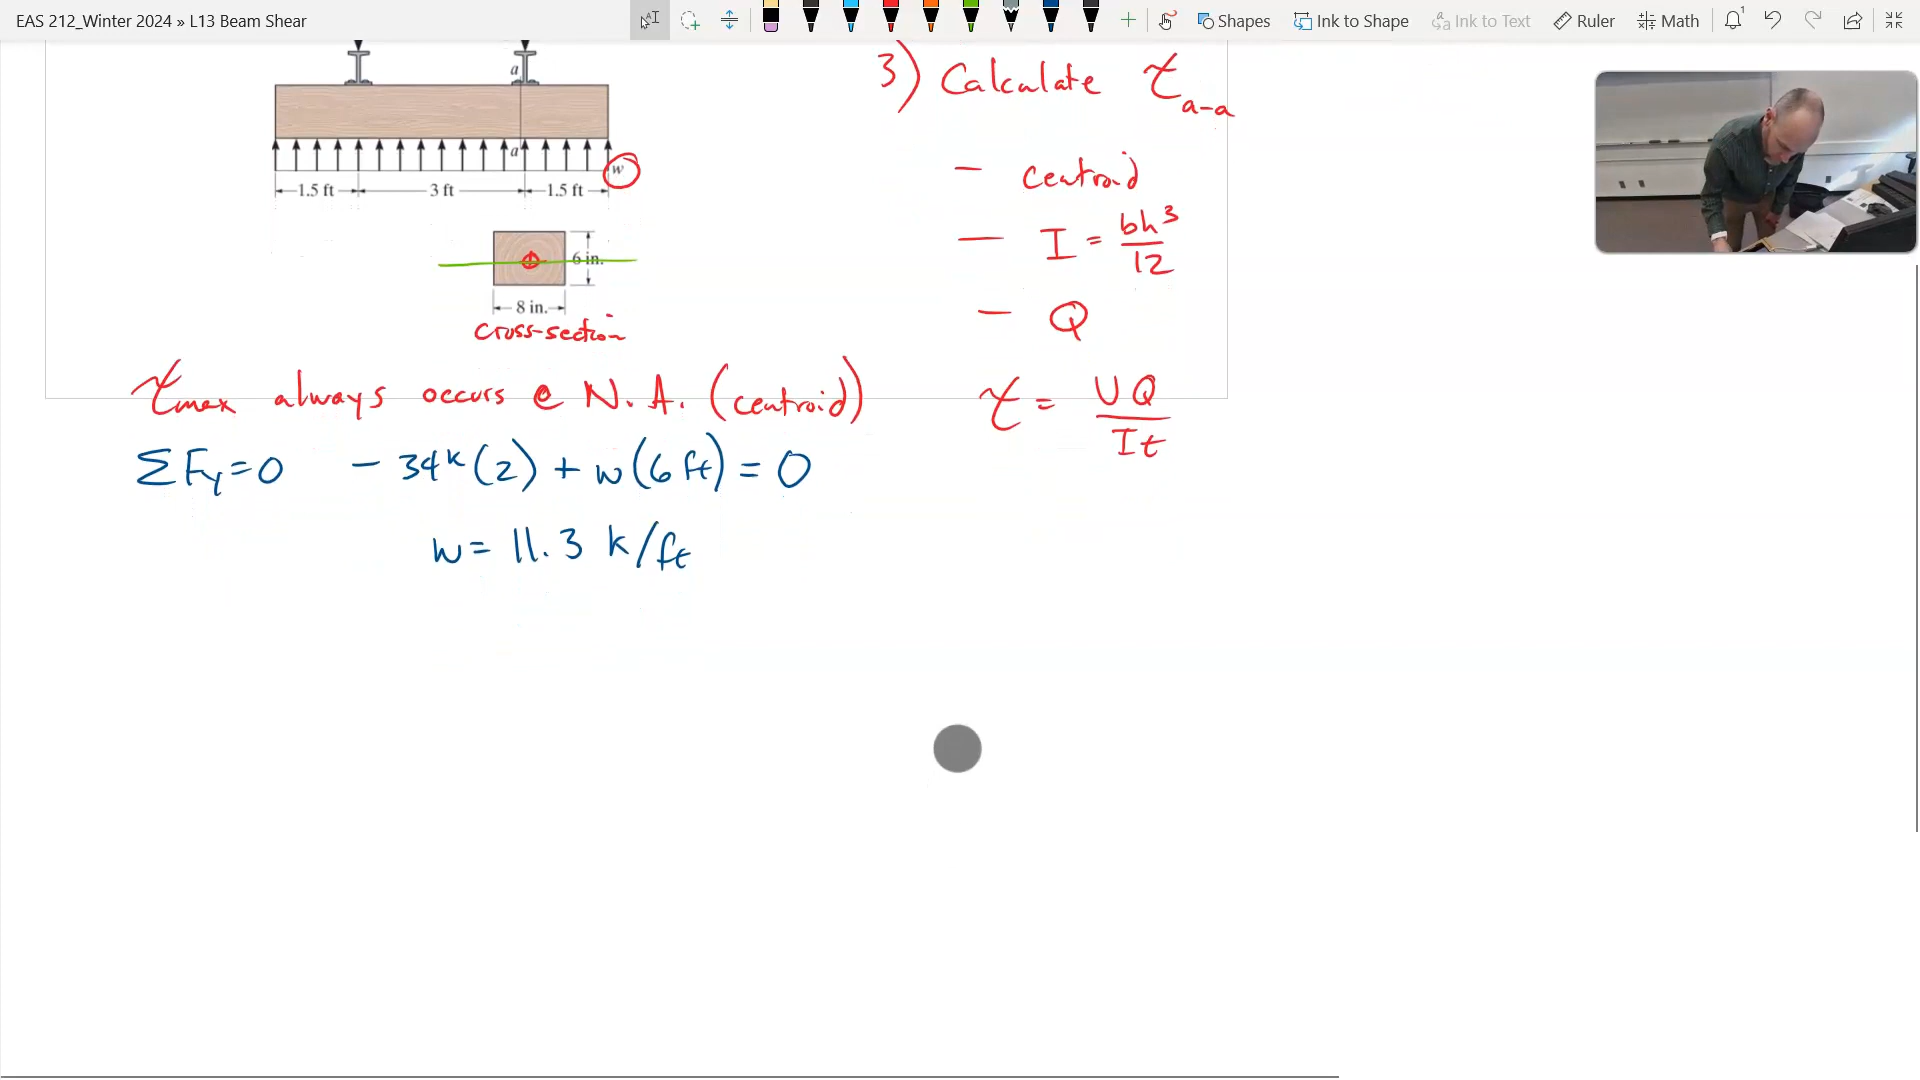 EAS 212_Winter 2024 » L13 Beam Shear
Shapes
Ink to Shape
Ink to Text
Ruler
Math
1
a
a
w
1.5 ft
3 ft
1.5 ft
6 in.
8 in.
cross-section
3) Calculate τ a-a
- centroid
- I = bh³/12
- Q
τ = VQ/It
τmax always occurs @ N.A. (centroid)
ΣFy=0 - 34ᵏ(2) + w(6 ft) = 0
w = 11.3 k/ft